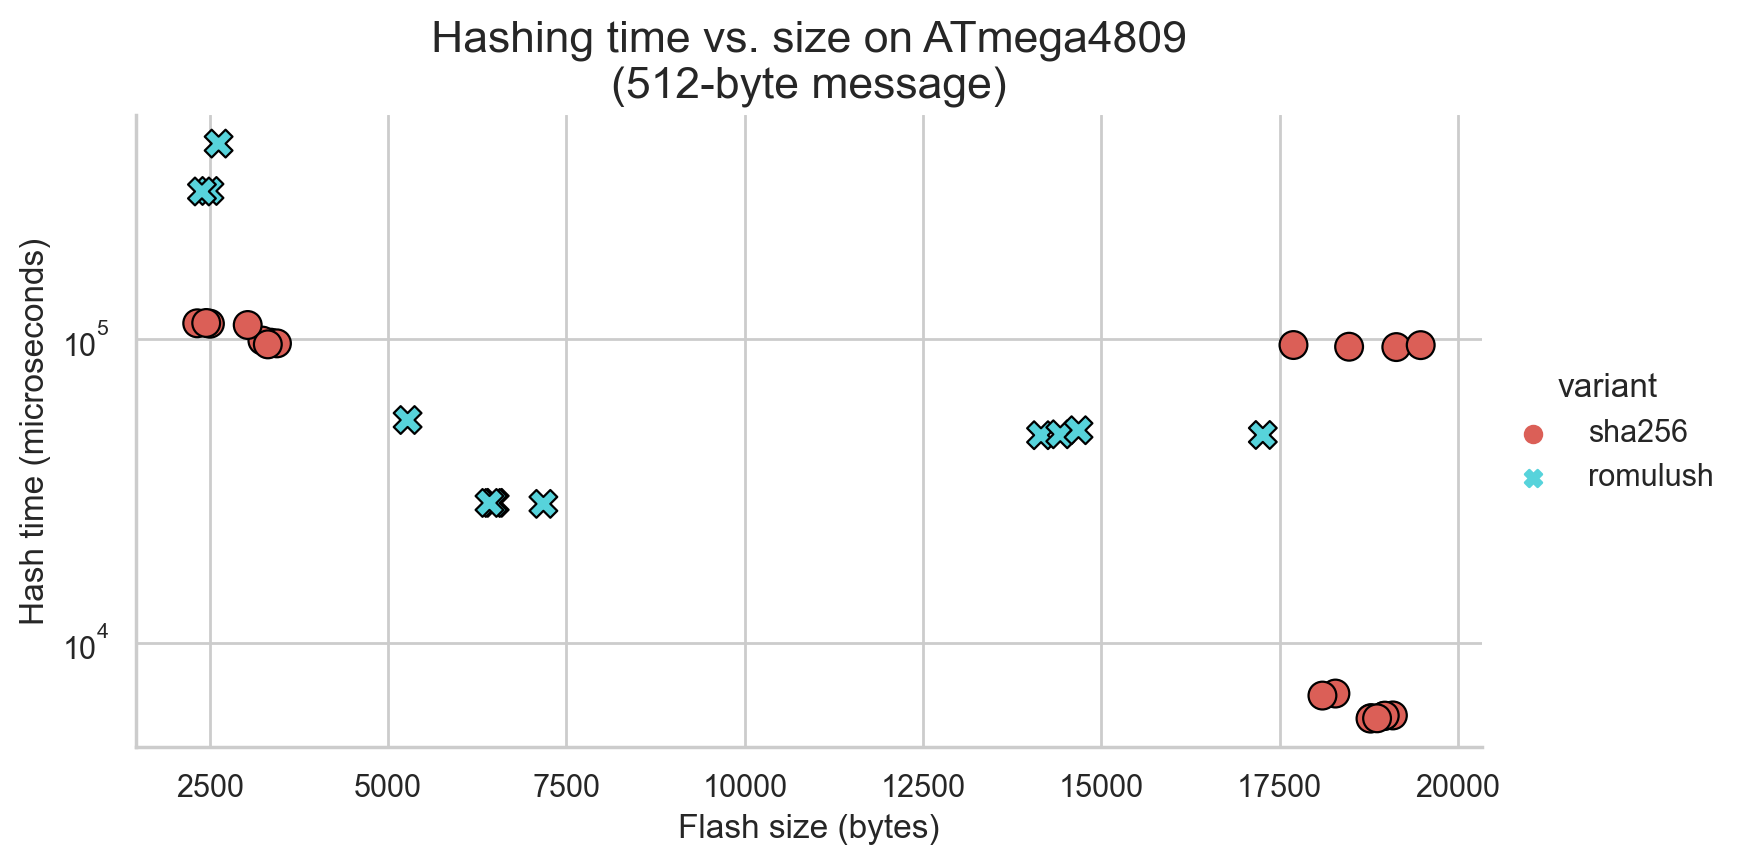 Hashing time vs. size on ATmega4809
(512-byte message)
Hash time (microseconds)
10^5
10^4
2500 5000 7500 10000 12500 15000 17500 20000
Flash size (bytes)
variant
sha256
romulush